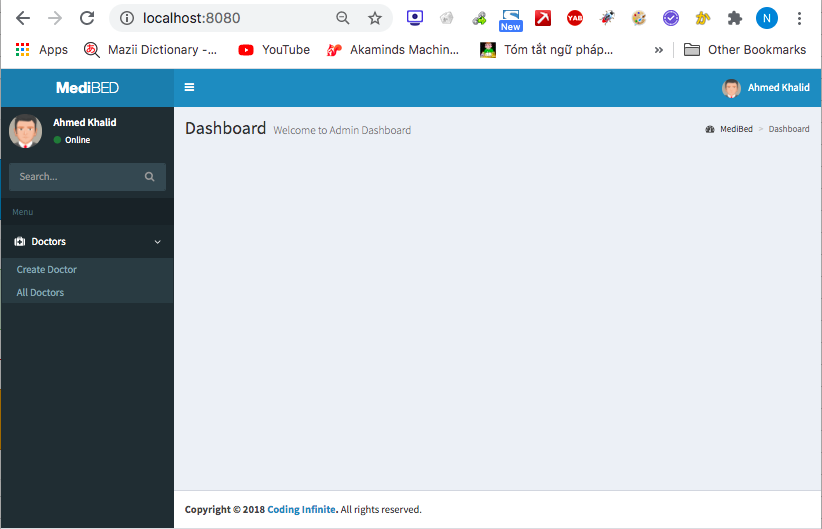 localhost:8080
New
YAB
か
N
Apps
あ
Mazii Dictionary -...
YouTube
Akaminds Machin...
Tóm tắt ngữ pháp...
»
Other Bookmarks
MediBED
Ahmed Khalid
Ahmed Khalid
Online
Dashboard Welcome to Admin Dashboard
MediBed > Dashboard
Search...
Menu
Doctors
Create Doctor
All Doctors
Copyright © 2018 Coding Infinite. All rights reserved.